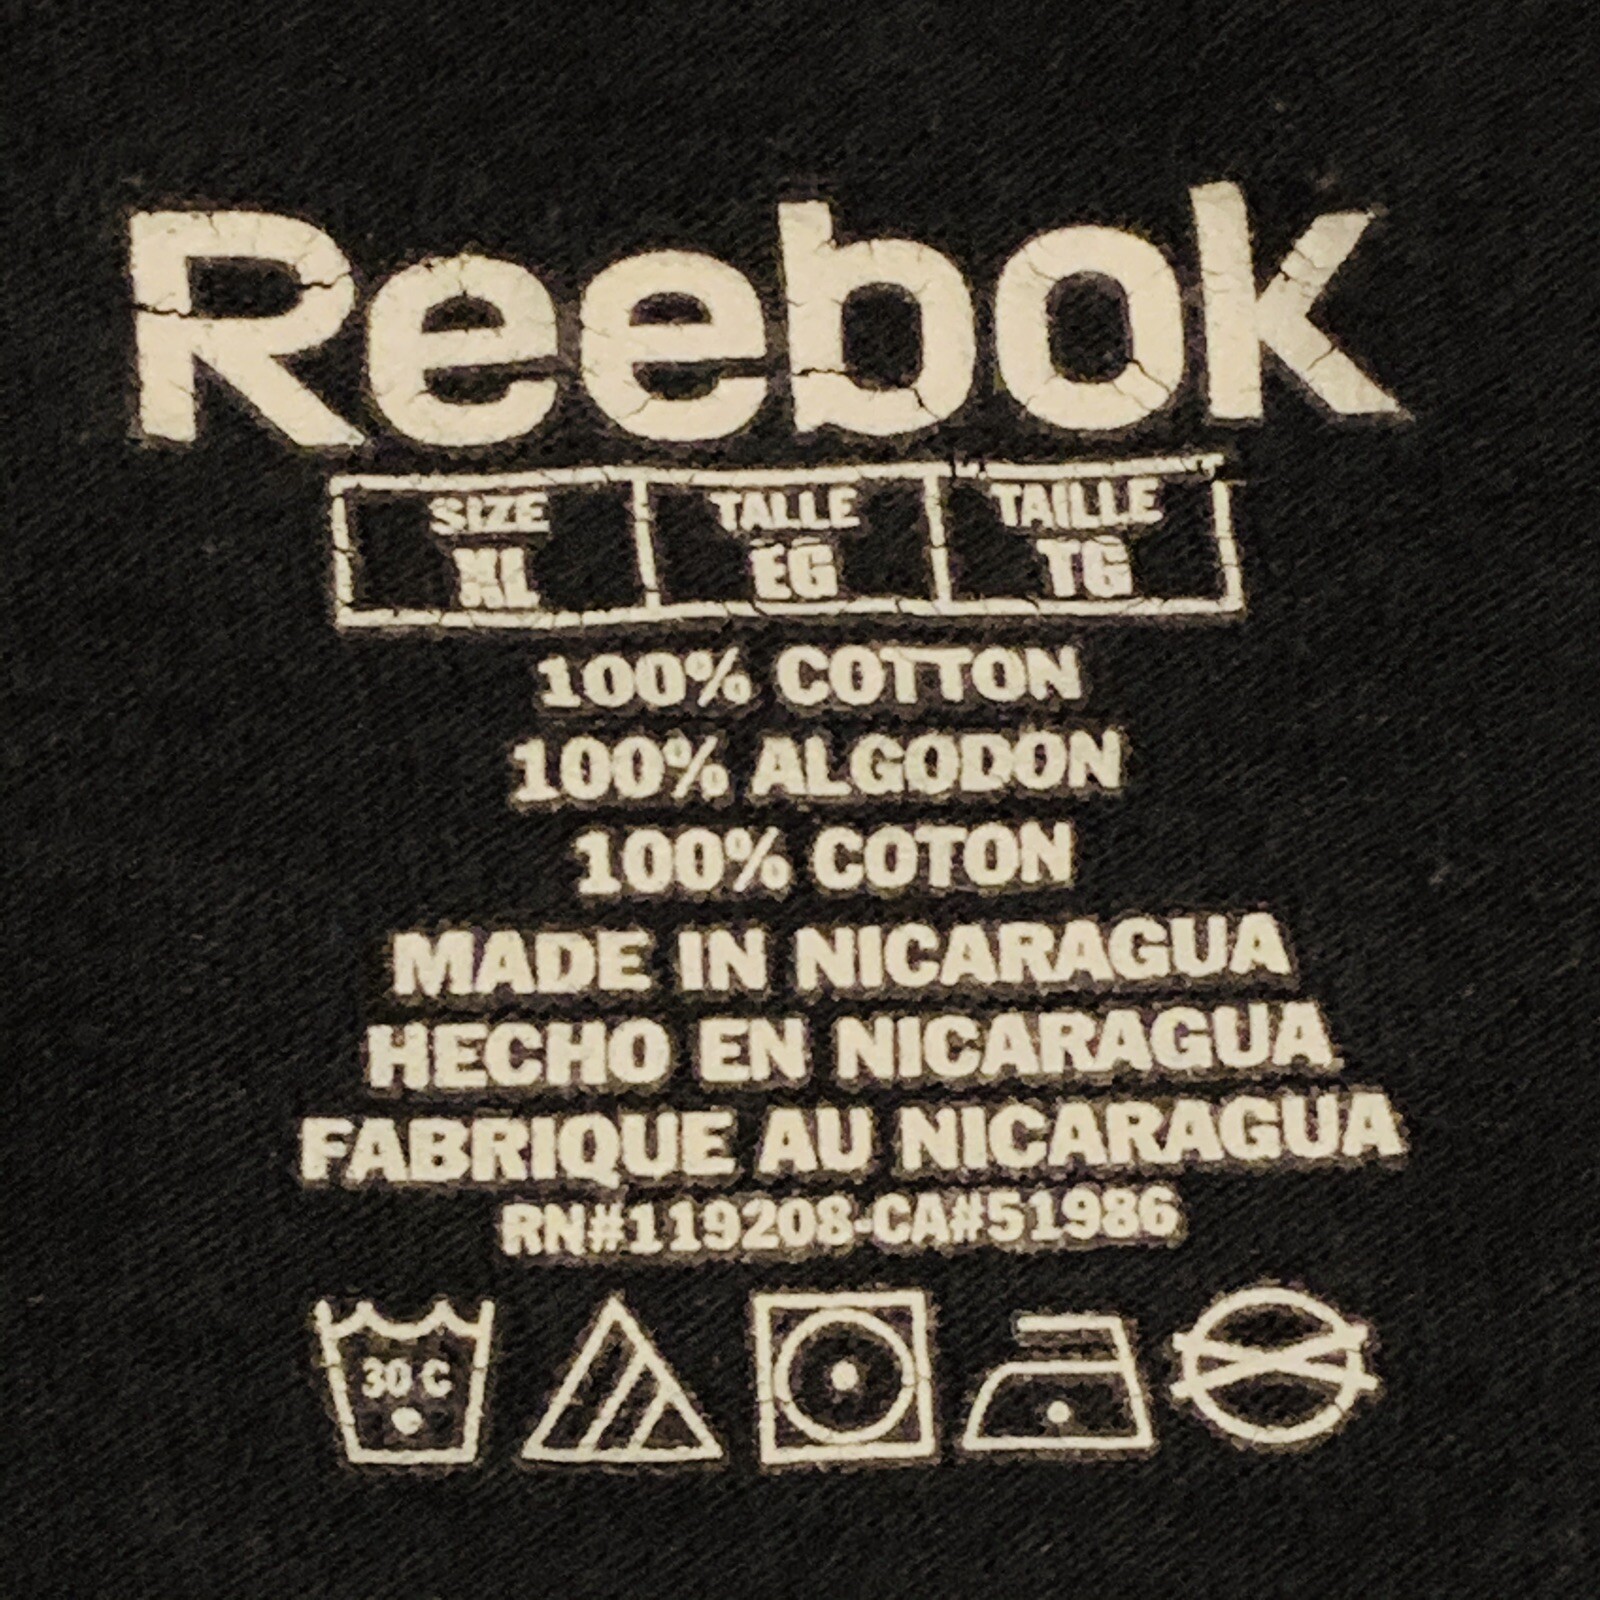 Reebok
SIZE TALLE TAILLE
XL EG TG
100% COTTON
100% ALGODON
100% COTON
MADE IN NICARAGUA
HECHO EN NICARAGUA
FABRIQUE AU NICARAGUA
RN#119208-CA#51986
30 C